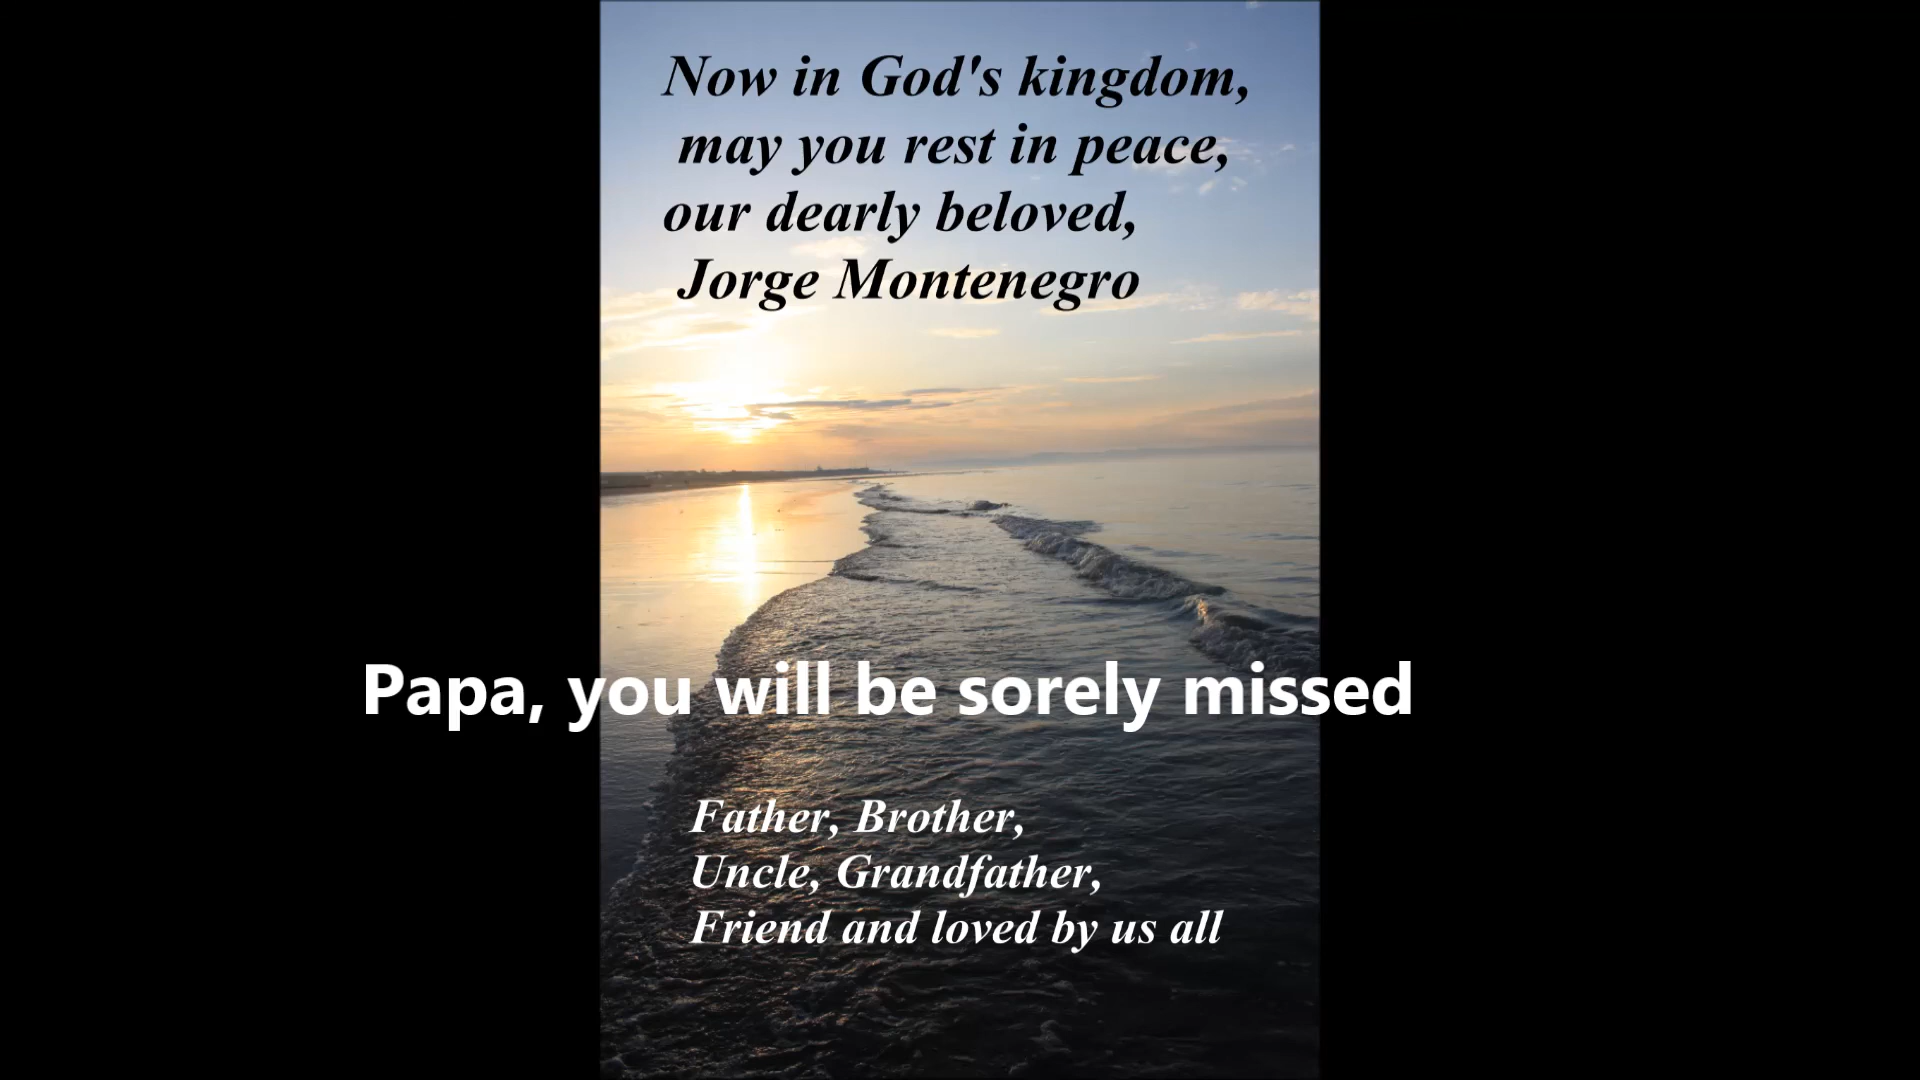 Now in God's kingdom,
may you rest in peace,
our dearly beloved,
Jorge Montenegro
Papa, you will be sorely missed
Father, Brother,
Uncle, Grandfather,
Friend and loved by us all